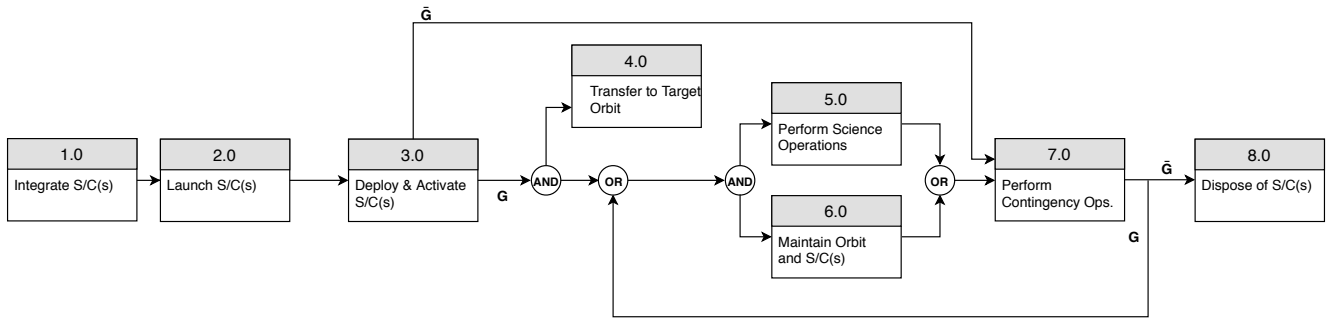 Ḡ
4.0
Transfer to Target
Orbit
5.0
Perform Science
Operations
1.0
Integrate S/C(s)
2.0
Launch S/C(s)
3.0
Deploy & Activate
S/C(s)
G
AND
OR
AND
6.0
Maintain Orbit
and S/C(s)
OR
7.0
Perform
Contingency Ops.
Ḡ
G
8.0
Dispose of S/C(s)